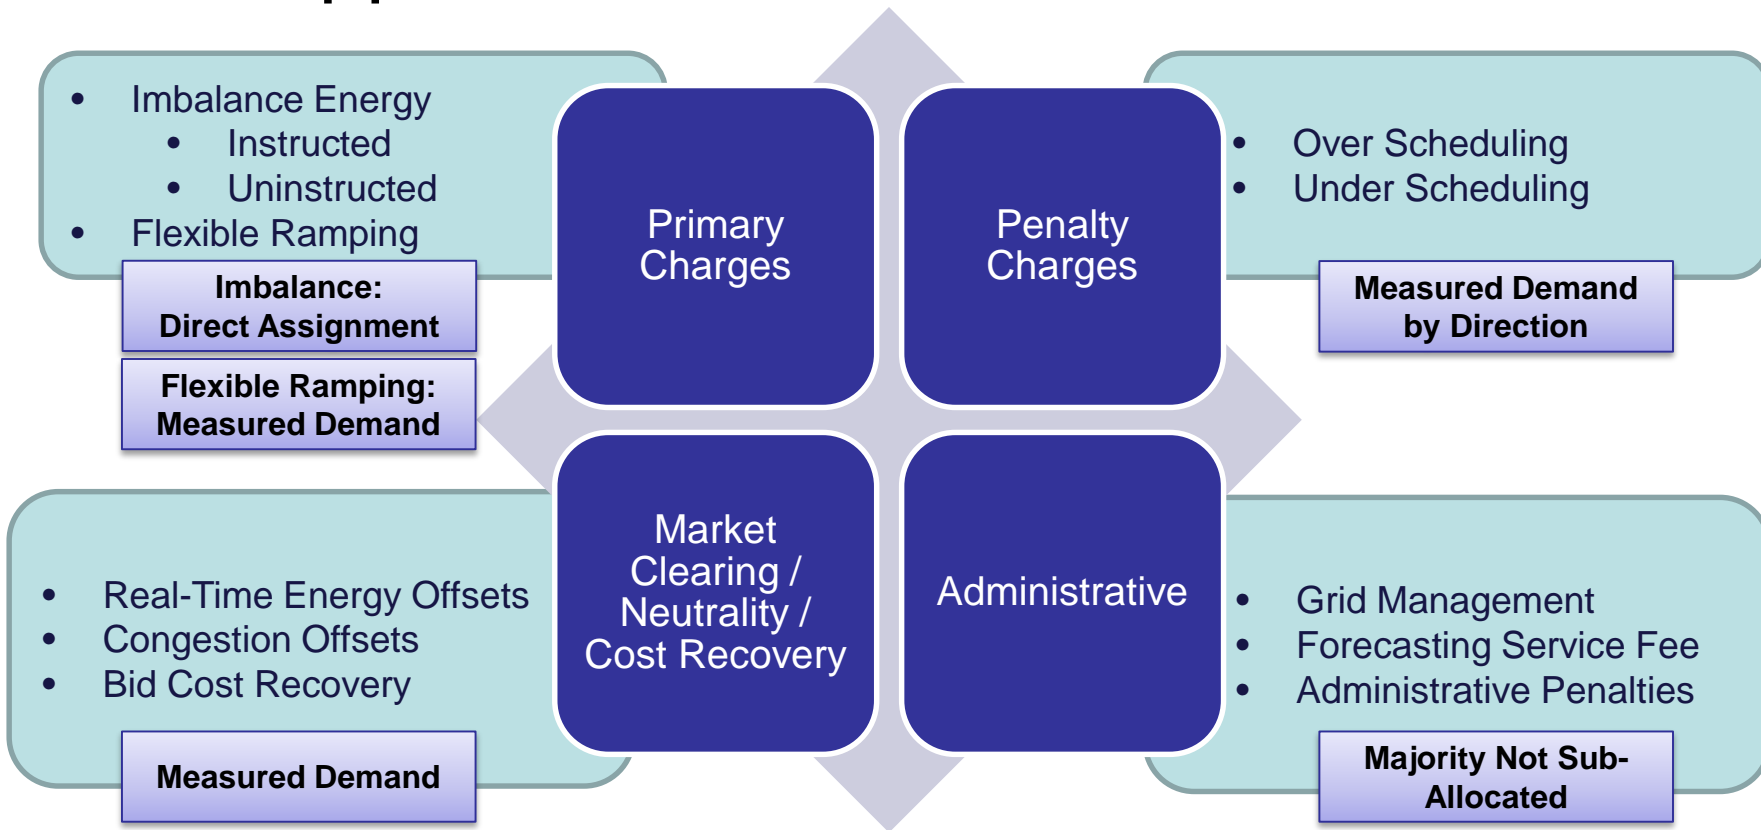 • Imbalance Energy
• Instructed
• Uninstructed
• Flexible Ramping
Imbalance:
Direct Assignment
Flexible Ramping:
Measured Demand
Primary
Charges
Penalty
Charges
• Over Scheduling
• Under Scheduling
Measured Demand
by Direction
• Real-Time Energy Offsets
• Congestion Offsets
• Bid Cost Recovery
Measured Demand
Market
Clearing /
Neutrality /
Cost Recovery
Administrative
• Grid Management
• Forecasting Service Fee
• Administrative Penalties
Majority Not Sub-
Allocated